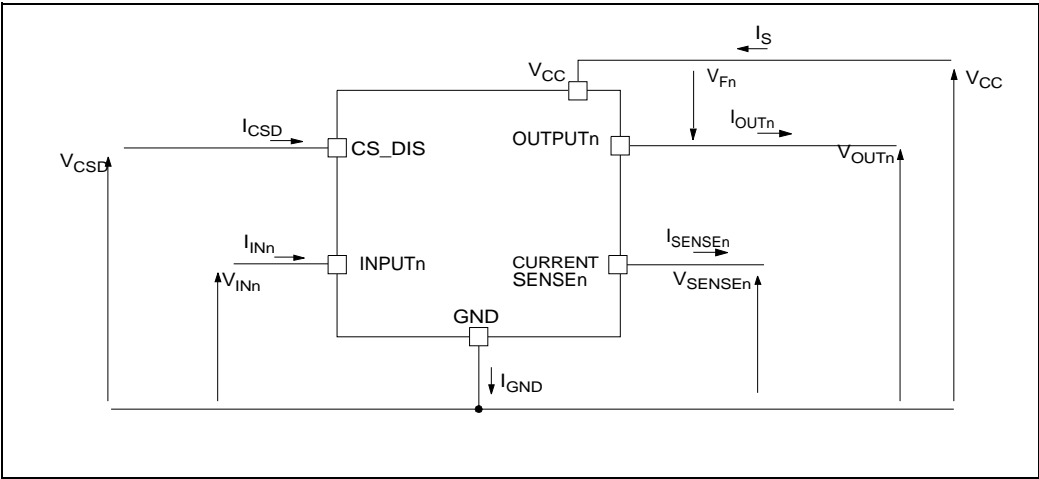 I_S
V_CC
V_Fn
V_CC
I_OUTn
I_CSD
OUTPUTn
CS_DIS
V_CSD
V_OUTn
I_INn
I_SENSEn
INPUTn
CURRENT
SENSEn
V_INn
V_SENSEn
GND
I_GND